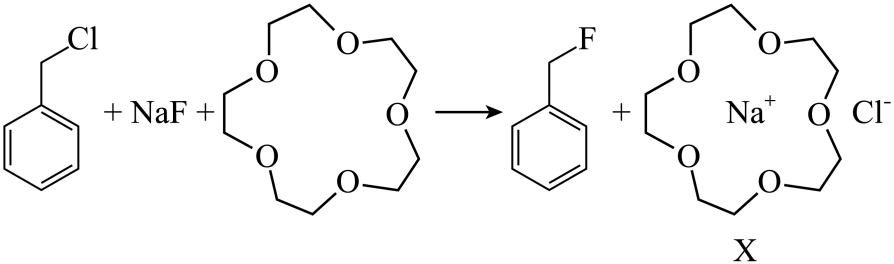 Cl + NaF + O O O O O F + O O O O O Na⁺ Cl⁻
X